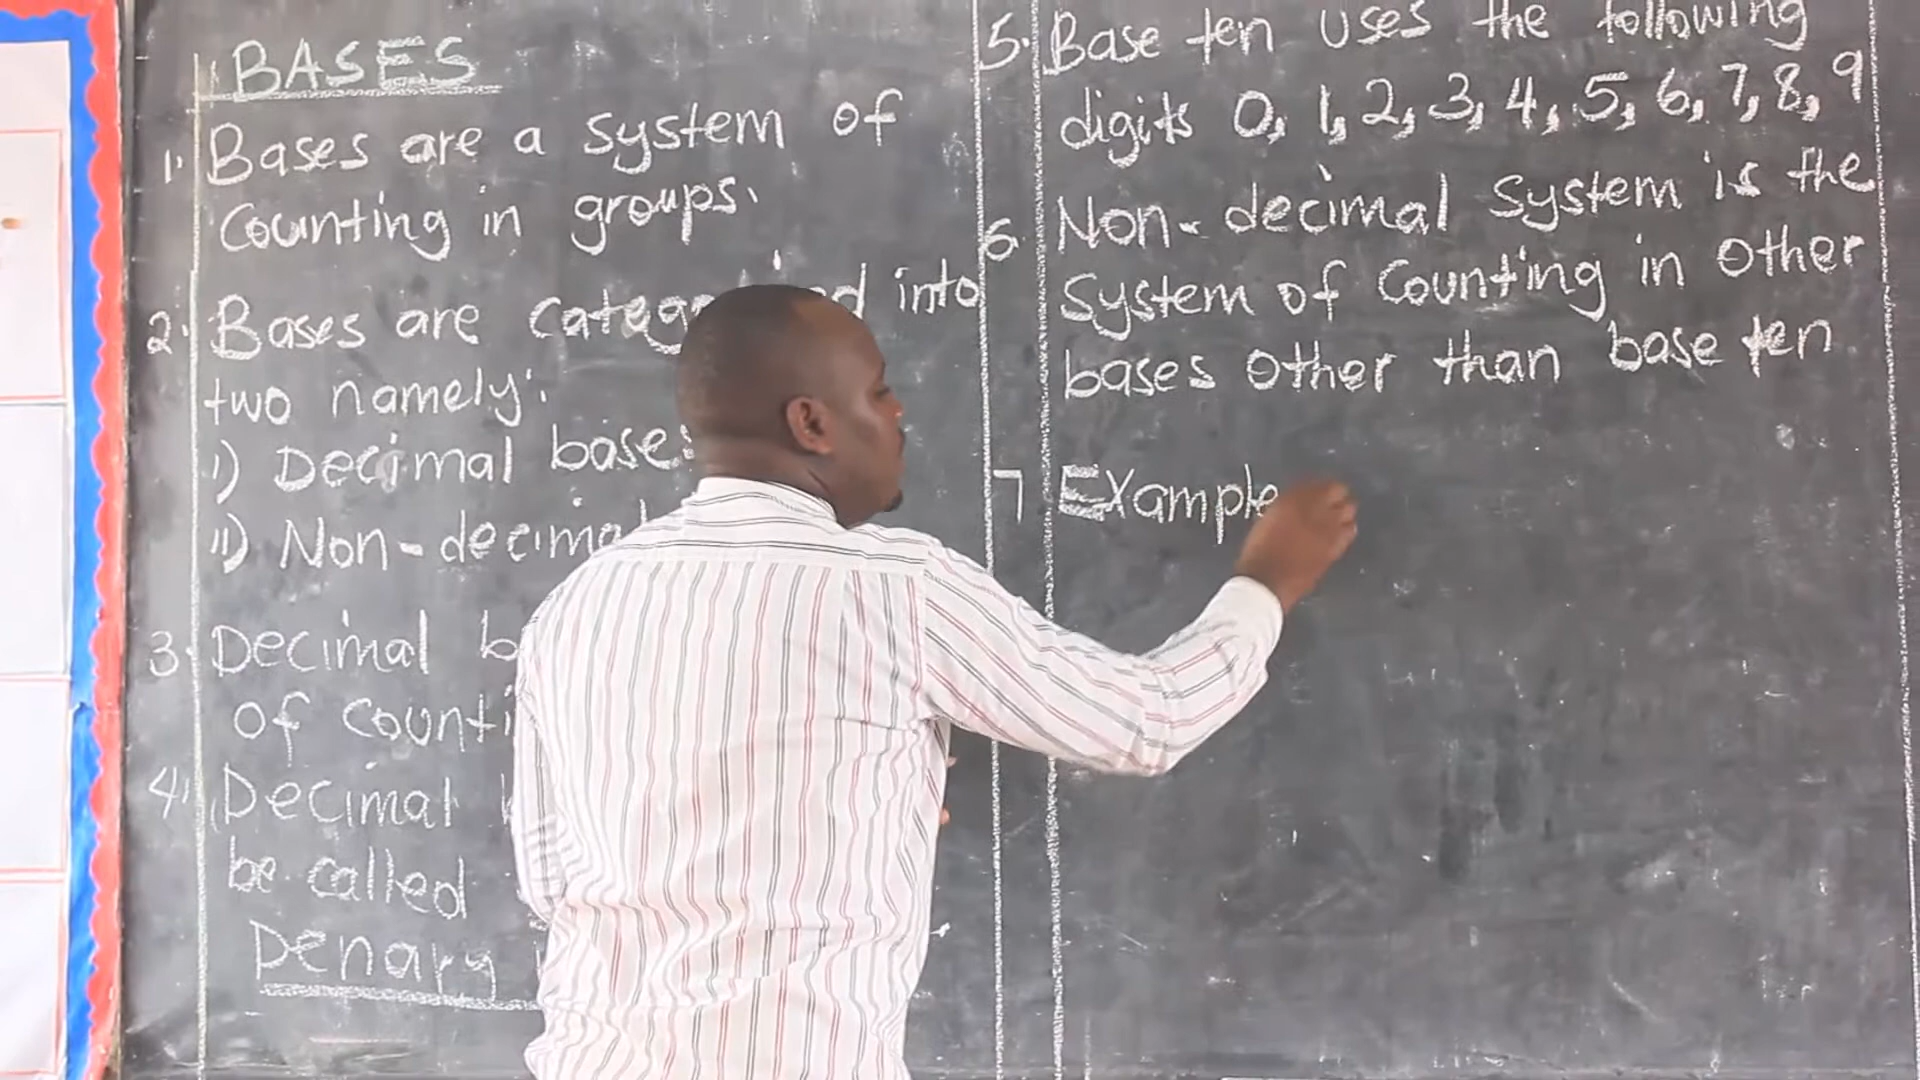 BASES
1. Bases are a system of
Counting in groups.
2. Bases are into
two namely:
i) Decimal bases
ii) Non-decimal
3. Decimal
of
4. Decimal
be called
Denary
5. Base ten uses the following
digits 0, 1, 2, 3, 4, 5, 6, 7, 8, 9
6. Non-decimal System is the
System of Counting in Other
bases Other than base ten
7 Example